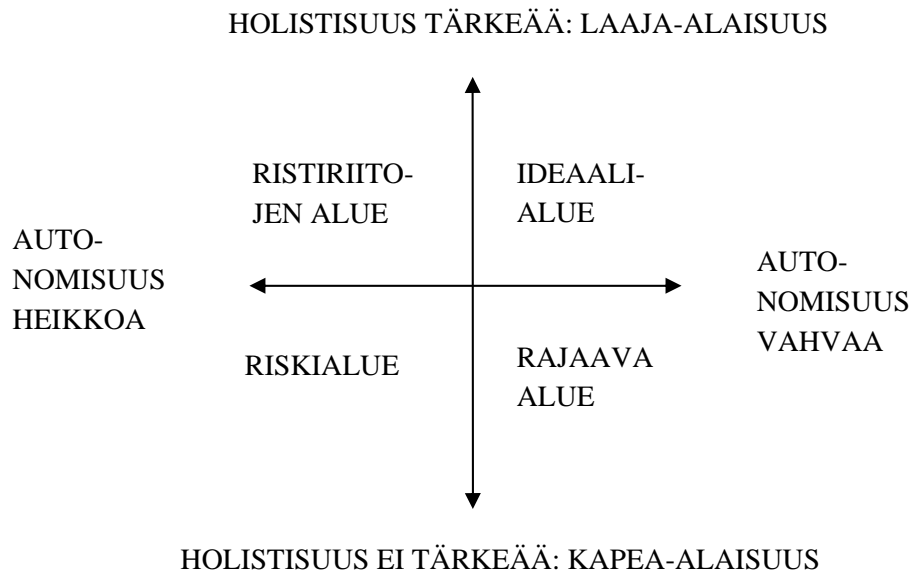 HOLISTISUUS TÄRKEÄÄ: LAAJA-ALAISUUS
RISTIRIITO-
JEN ALUE
IDEAALI-
ALUE
AUTO-
NOMISUUS
HEIKKOA
AUTO-
NOMISUUS
VAHVAA
RISKIALUE
RAJAAVA
ALUE
HOLISTISUUS EI TÄRKEÄÄ: KAPEA-ALAISUUS